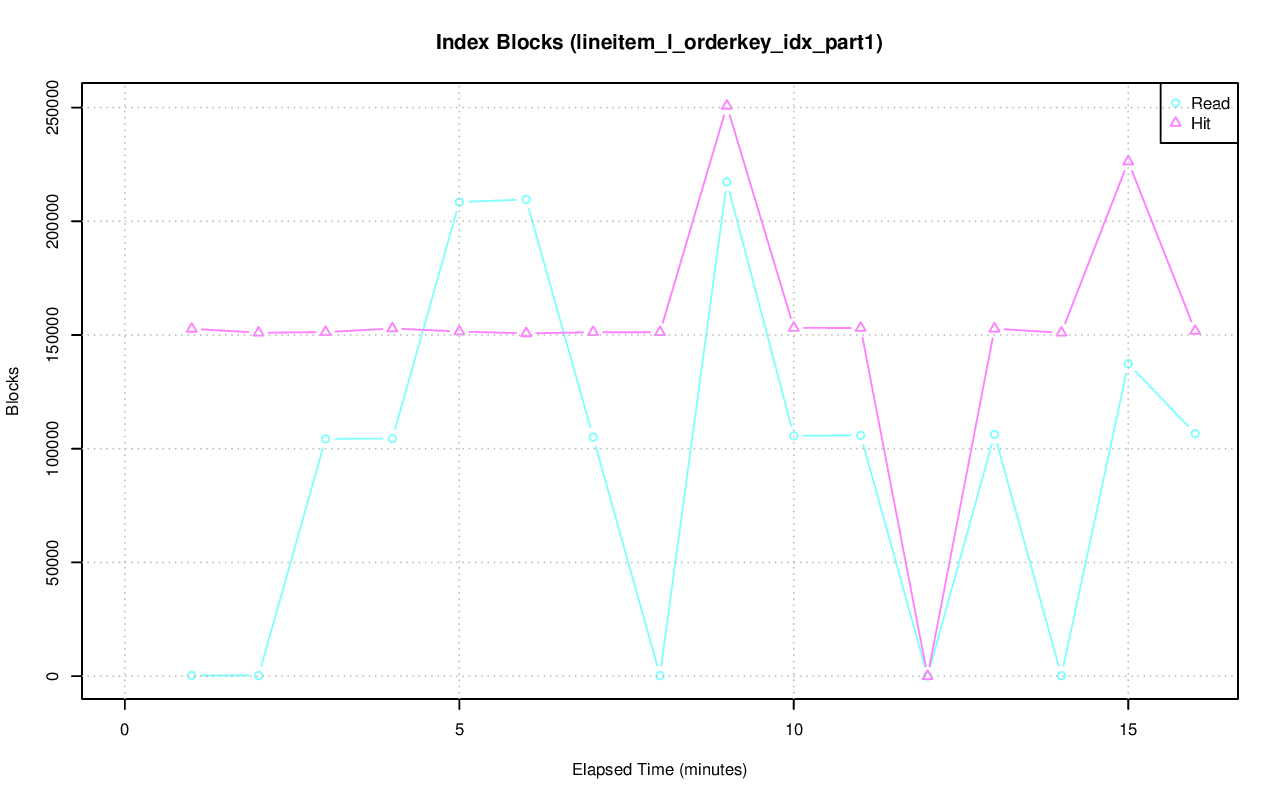 Index Blocks (lineitem_l_orderkey_idx_part1)
Read
Hit
250000
200000
150000
100000
50000
0
Blocks
0 5 10 15
Elapsed Time (minutes)